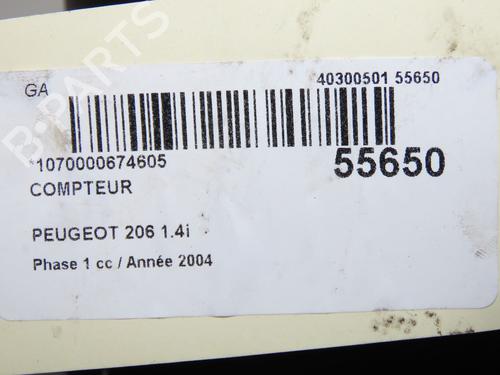 GA
40300501 55650
*1070000674605
55650
COMPTEUR
PEUGEOT 206 1.4i
Phase 1 cc / Année 2004
B-PARTS